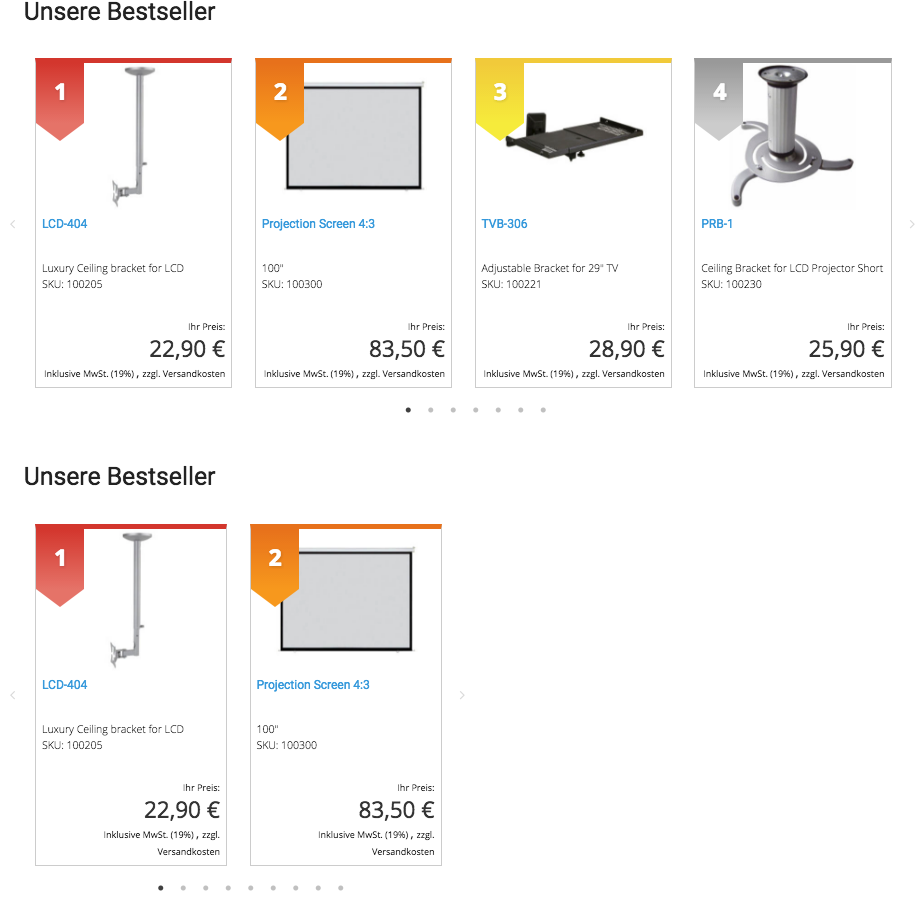 Unsere Bestseller
1
LCD-404
Luxury Ceiling bracket for LCD
SKU: 100205
Ihr Preis:
22,90 €
Inklusive MwSt. (19%) , zzgl. Versandkosten
2
Projection Screen 4:3
100"
SKU: 100300
Ihr Preis:
83,50 €
Inklusive MwSt. (19%) , zzgl. Versandkosten
3
TVB-306
Adjustable Bracket for 29" TV
SKU: 100221
Ihr Preis:
28,90 €
Inklusive MwSt. (19%) , zzgl. Versandkosten
4
PRB-1
Ceiling Bracket for LCD Projector Short
SKU: 100230
Ihr Preis:
25,90 €
Inklusive MwSt. (19%) , zzgl. Versandkosten
Unsere Bestseller
1
LCD-404
Luxury Ceiling bracket for LCD
SKU: 100205
Ihr Preis:
22,90 €
Inklusive MwSt. (19%) , zzgl.
Versandkosten
2
Projection Screen 4:3
100"
SKU: 100300
Ihr Preis:
83,50 €
Inklusive MwSt. (19%) , zzgl.
Versandkosten